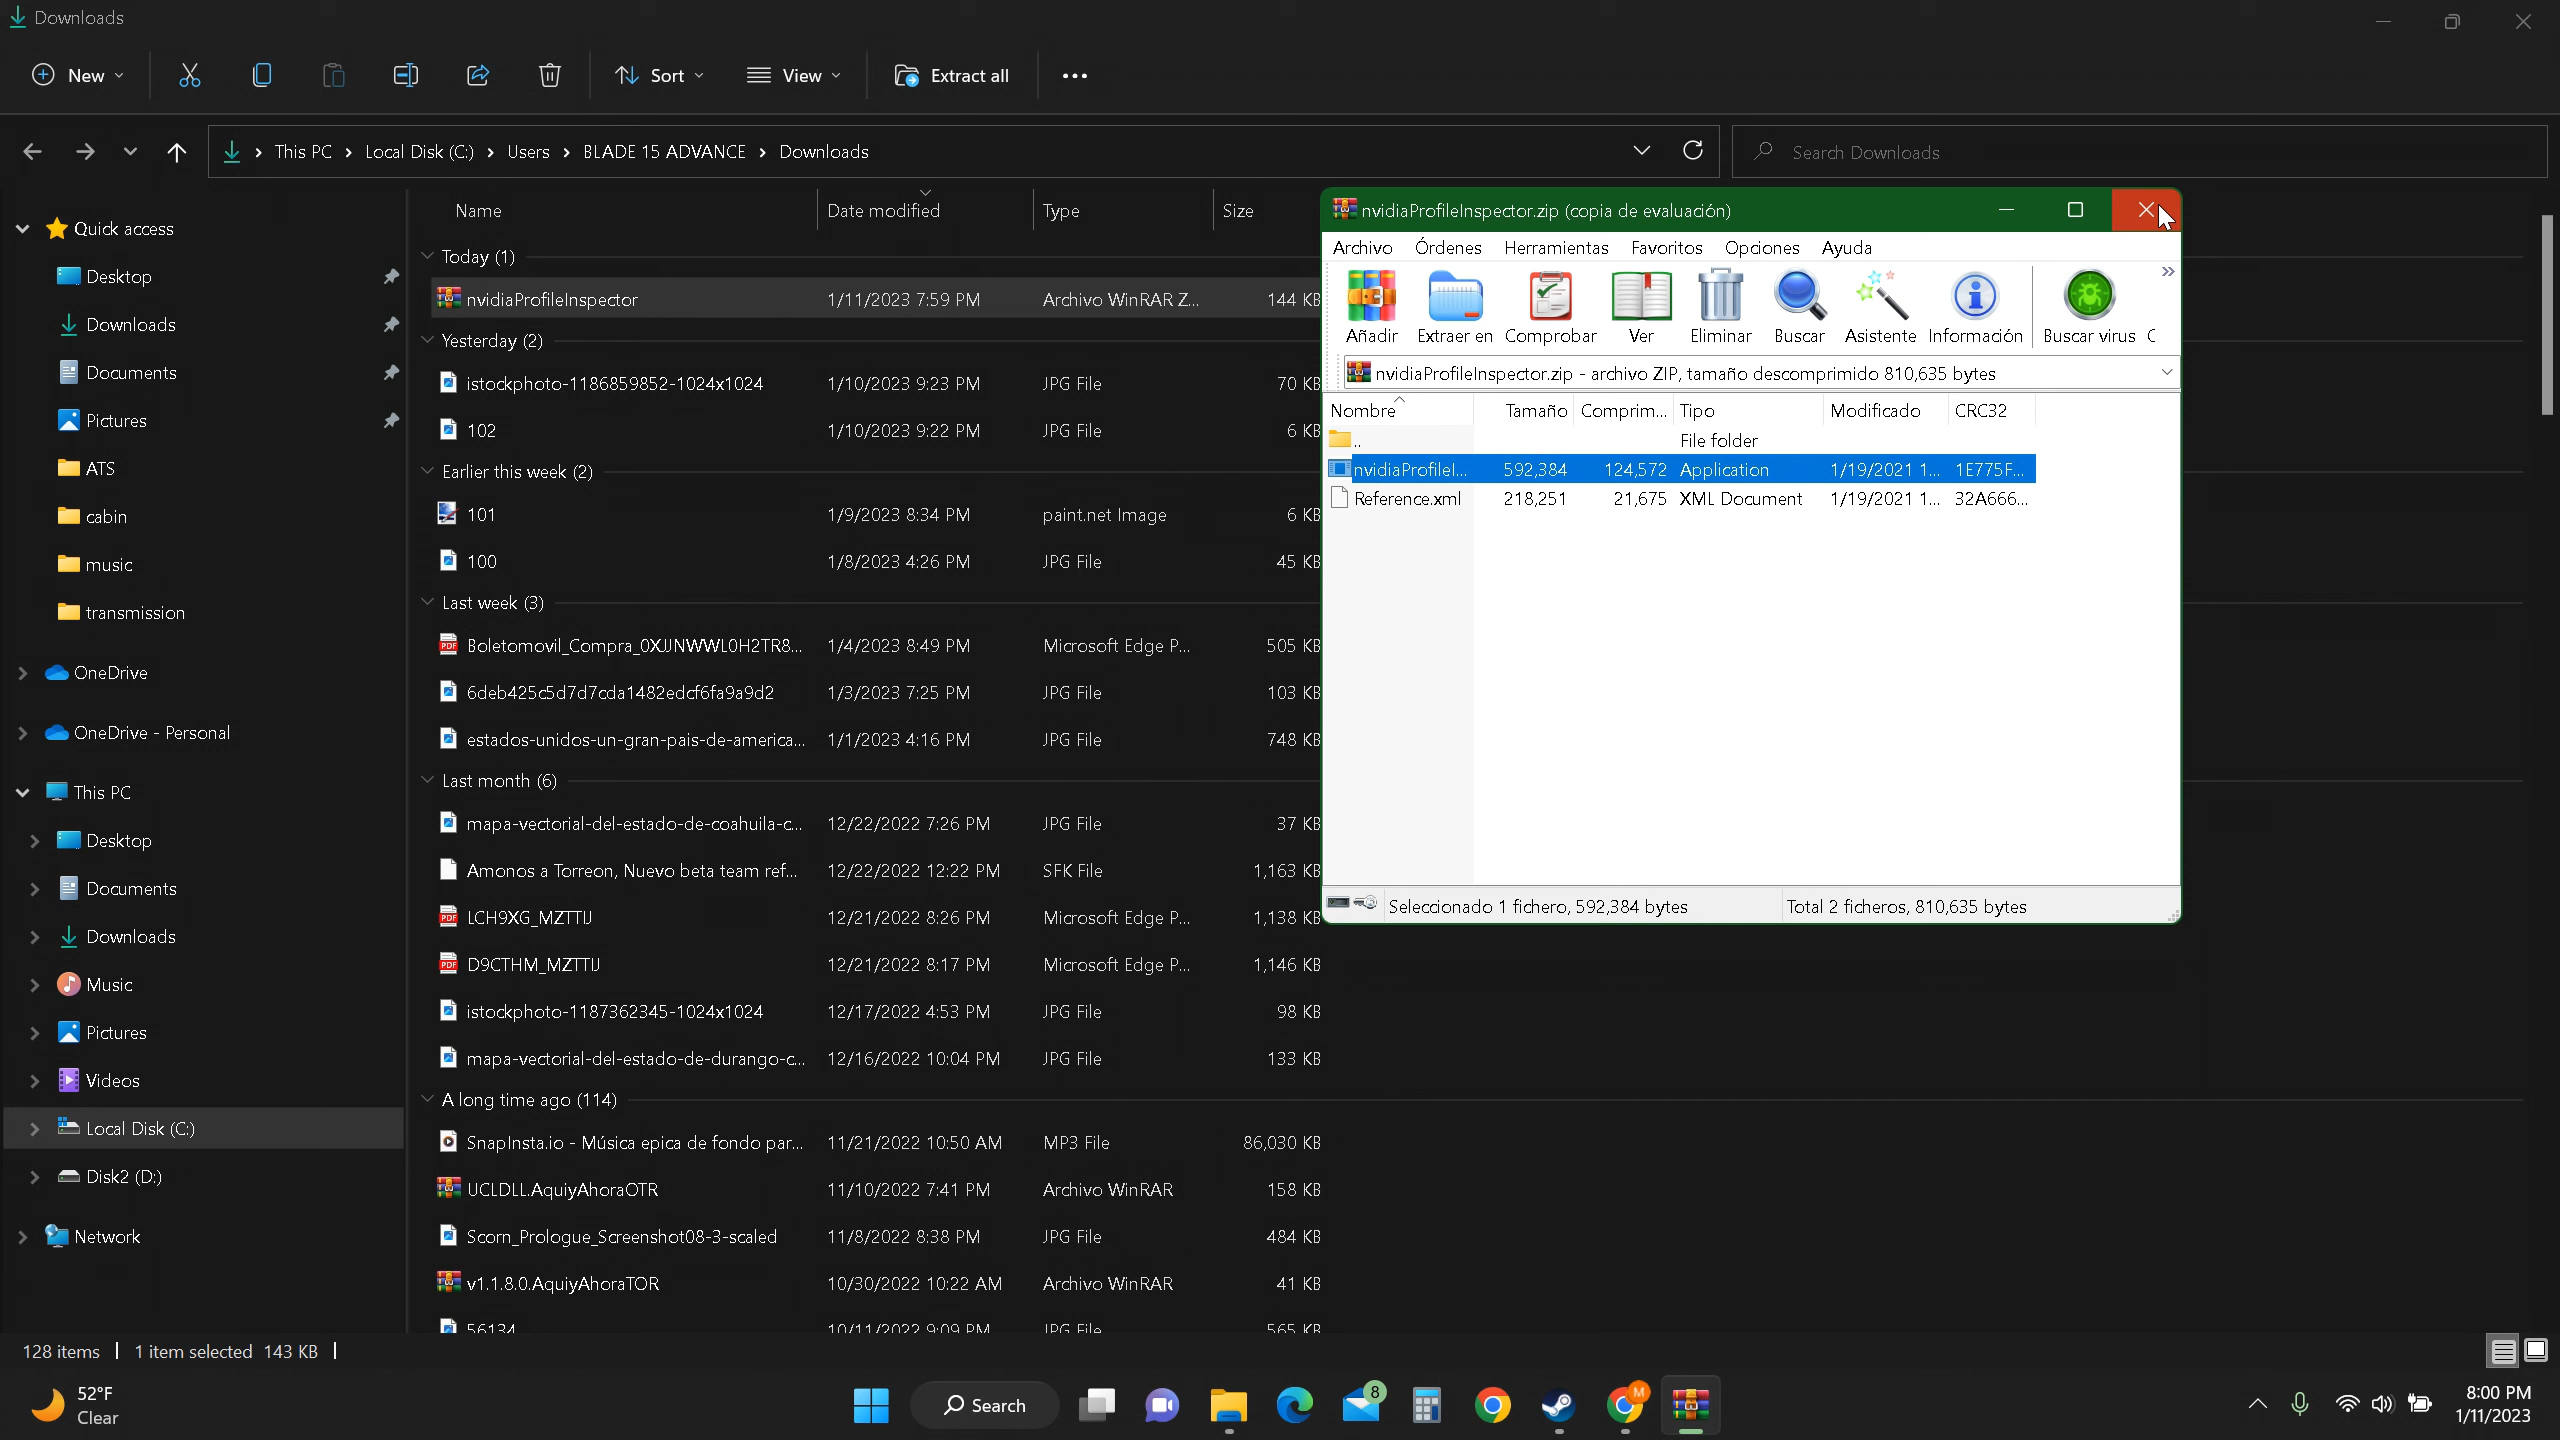 Downloads
New
Sort
View
Extract all
This PC
Local Disk (C:)
Users
BLADE 15 ADVANCE
Downloads
Search Downloads
Quick access
Desktop
Downloads
Documents
Pictures
ATS
cabin
music
transmission
OneDrive
OneDrive - Personal
This PC
Desktop
Documents
Downloads
Music
Pictures
Videos
Local Disk (C:)
Disk2 (D:)
Network
Name Date modified Type Size
Today (1)
nvidiaProfileInspector 1/11/2023 7:59 PM Archivo WinRAR Z... 144 KB
Yesterday (2)
istockphoto-1186859852-1024x1024 1/10/2023 9:23 PM JPG File 70 KB
102 1/10/2023 9:22 PM JPG File 6 KB
Earlier this week (2)
101 1/9/2023 8:34 PM paint.net Image 6 KB
100 1/8/2023 4:26 PM JPG File 45 KB
Last week (3)
Boletomovil_Compra_0XJJNWWL0H2TR8... 1/4/2023 8:49 PM Microsoft Edge P... 505 KB
6deb425c5d7d7cda1482edcf6fa9a9d2 1/3/2023 7:25 PM JPG File 103 KB
estados-unidos-un-gran-pais-de-america... 1/1/2023 4:16 PM JPG File 748 KB
Last month (6)
mapa-vectorial-del-estado-de-coahuila-c... 12/22/2022 7:26 PM JPG File 37 KB
Amonos a Torreon, Nuevo beta team ref... 12/22/2022 12:22 PM SFK File 1,163 KB
LCH9XG_MZTTIJ 12/21/2022 8:26 PM Microsoft Edge P... 1,138 KB
D9CTHM_MZTTIJ 12/21/2022 8:17 PM Microsoft Edge P... 1,146 KB
istockphoto-1187362345-1024x1024 12/17/2022 4:53 PM JPG File 98 KB
mapa-vectorial-del-estado-de-durango-c... 12/16/2022 10:04 PM JPG File 133 KB
A long time ago (114)
SnapInsta.io - Música epica de fondo par... 11/21/2022 10:50 AM MP3 File 86,030 KB
UCLDLL.AquiyAhoraOTR 11/10/2022 7:41 PM Archivo WinRAR 158 KB
Scorn_Prologue_Screenshot08-3-scaled 11/8/2022 8:38 PM JPG File 484 KB
v1.1.8.0.AquiyAhoraTOR 10/30/2022 10:22 AM Archivo WinRAR 41 KB
56134 10/11/2022 9:09 PM JPG File 565 KB
nvidiaProfileInspector.zip (copia de evaluación)
Archivo Órdenes Herramientas Favoritos Opciones Ayuda
»
Añadir Extraer en Comprobar Ver Eliminar Buscar Asistente Información Buscar virus C
nvidiaProfileInspector.zip - archivo ZIP, tamaño descomprimido 810,635 bytes
Nombre Tamaño Comprim... Tipo Modificado CRC32
.. File folder
nvidiaProfileI... 592,384 124,572 Application 1/19/2021 1... 1E775F...
Reference.xml 218,251 21,675 XML Document 1/19/2021 1... 32A666...
Seleccionado 1 fichero, 592,384 bytes
Total 2 ficheros, 810,635 bytes
128 items
1 item selected 143 KB
52°F
Clear
Search
8
M
8:00 PM
1/11/2023